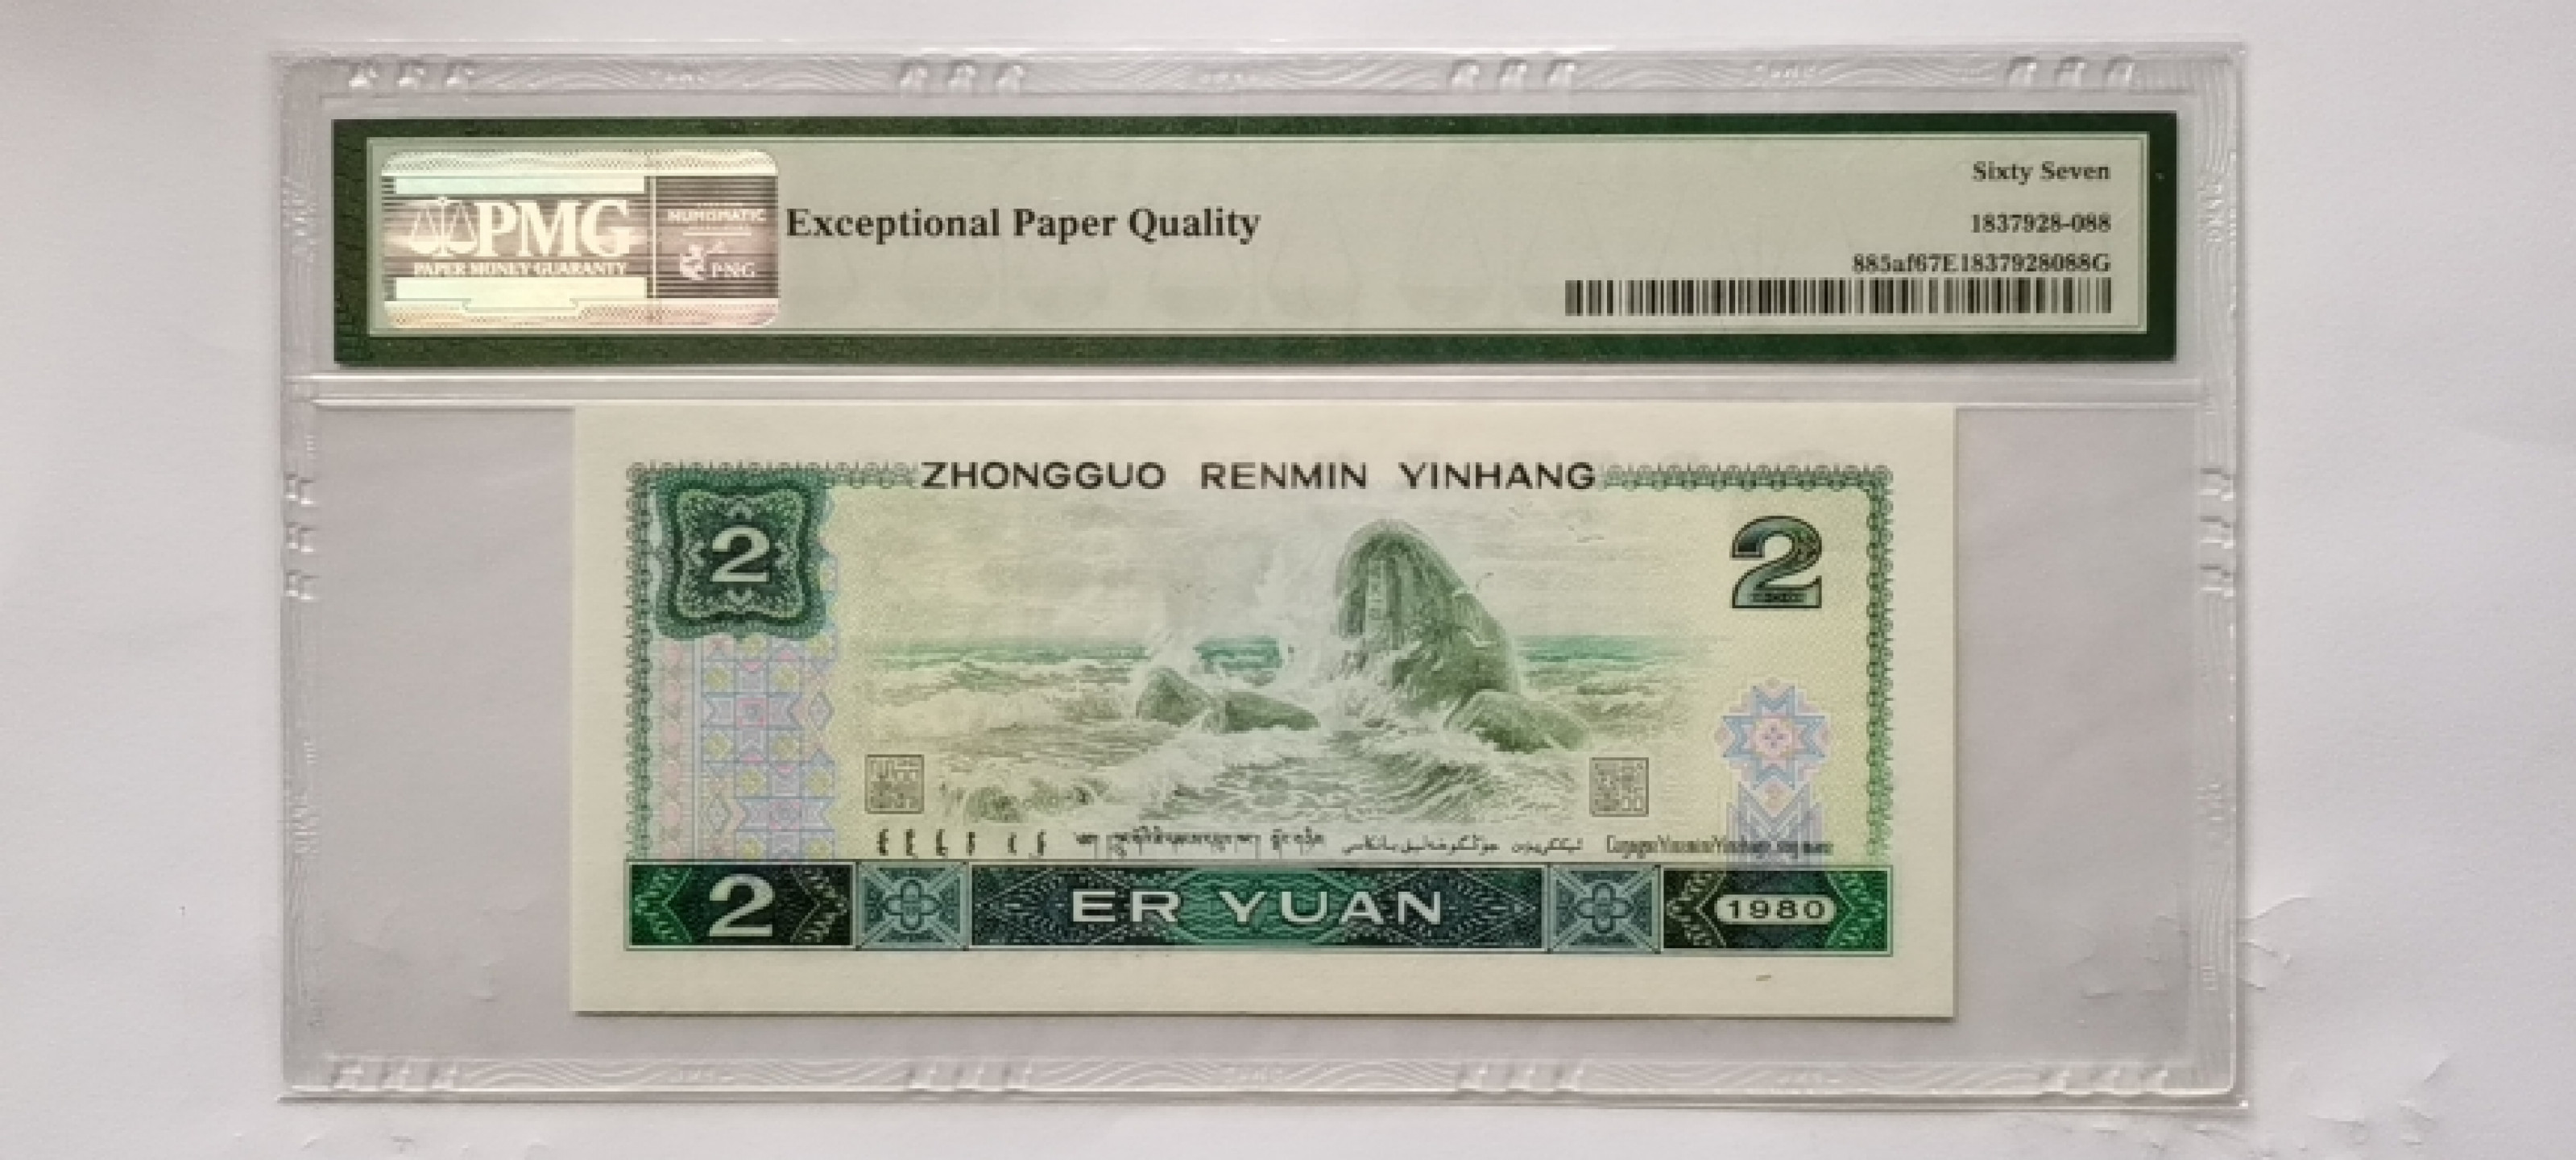 PMG
PAPER MONEY GUARANTY
NUMISMATIC
PNG
Exceptional Paper Quality
Sixty Seven
1837928-088
885af67E1837928088G
ZHONGGUO RENMIN YINHANG
2
2
2
ER YUAN
1980